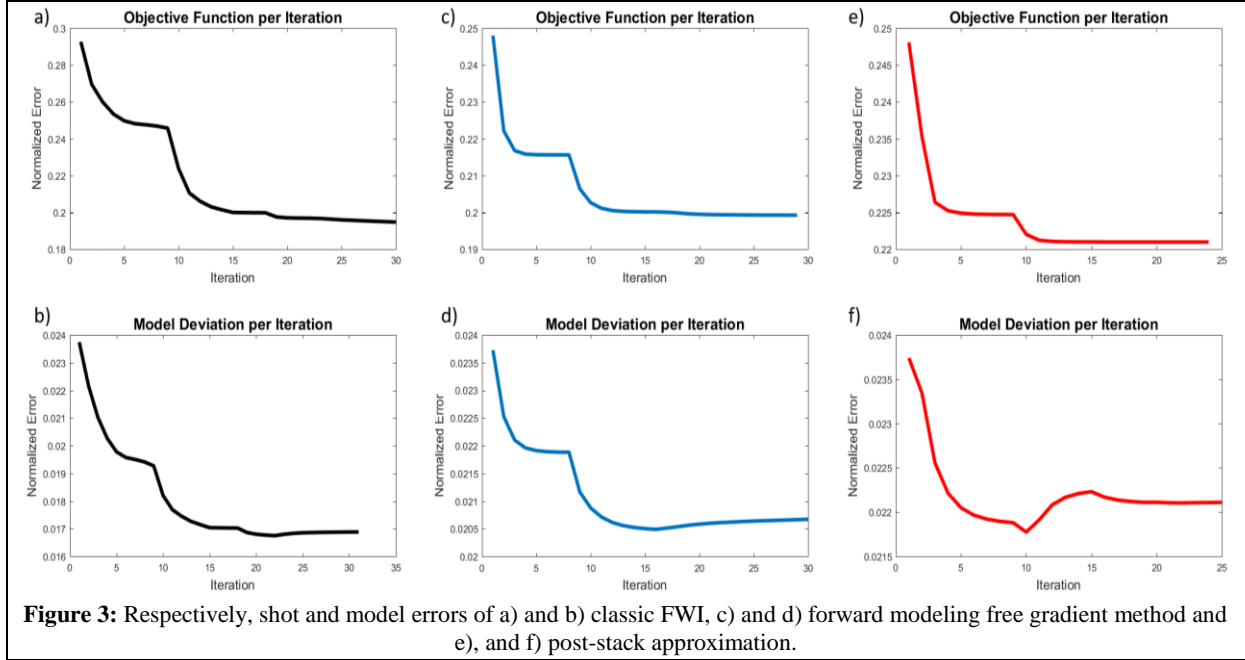 a)
Objective Function per Iteration
Normalized Error
0.3
0.28
0.26
0.24
0.22
0.2
0.18
0 5 10 15 20 25 30
Iteration
c)
Objective Function per Iteration
Normalized Error
0.25
0.24
0.23
0.22
0.21
0.2
0.19
0 5 10 15 20 25 30
Iteration
e)
Objective Function per Iteration
Normalized Error
0.25
0.245
0.24
0.235
0.23
0.225
0.22
0 5 10 15 20 25
Iteration
b)
Model Deviation per Iteration
Normalized Error
0.024
0.023
0.022
0.021
0.02
0.019
0.018
0.017
0.016
0 5 10 15 20 25 30 35
Iteration
d)
Model Deviation per Iteration
Normalized Error
0.024
0.0235
0.023
0.0225
0.022
0.0215
0.021
0.0205
0.02
0 5 10 15 20 25 30
Iteration
f)
Model Deviation per Iteration
Normalized Error
0.024
0.0235
0.023
0.0225
0.022
0.0215
0 5 10 15 20 25
Iteration
Figure 3: Respectively, shot and model errors of a) and b) classic FWI, c) and d) forward modeling free gradient method and
e), and f) post-stack approximation.